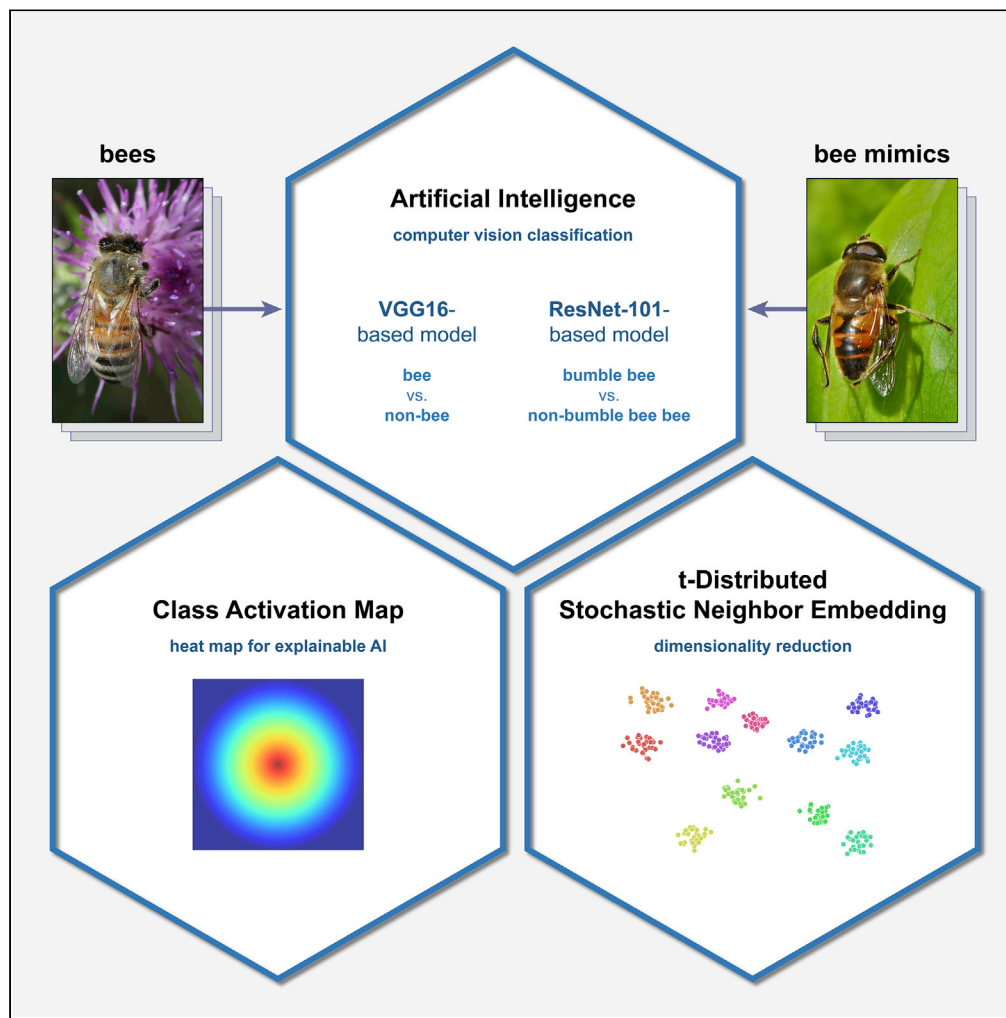 bees
bee mimics
Artificial Intelligence
computer vision classification
VGG16-
based model
bee
vs.
non-bee
ResNet-101-
based model
bumble bee
vs.
non-bumble bee bee
Class Activation Map
heat map for explainable AI
t-Distributed
Stochastic Neighbor Embedding
dimensionality reduction